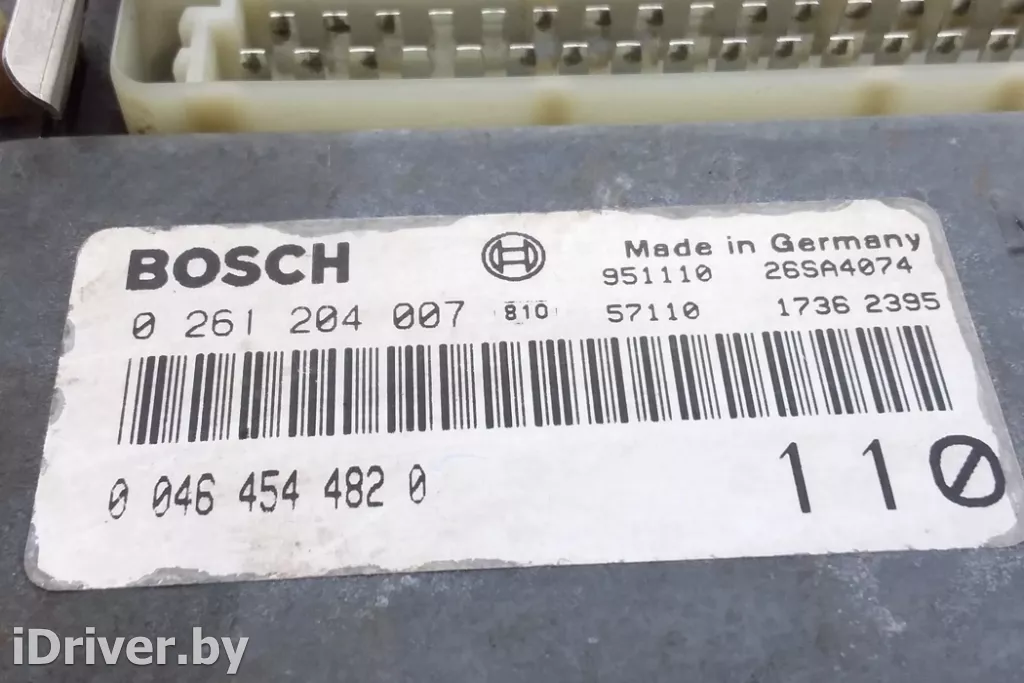 BOSCH Made in Germany
951110 26SA4074
0 261 204 007 810 57110 1736 2395
0 046 454 482 0 110
iDriver.by